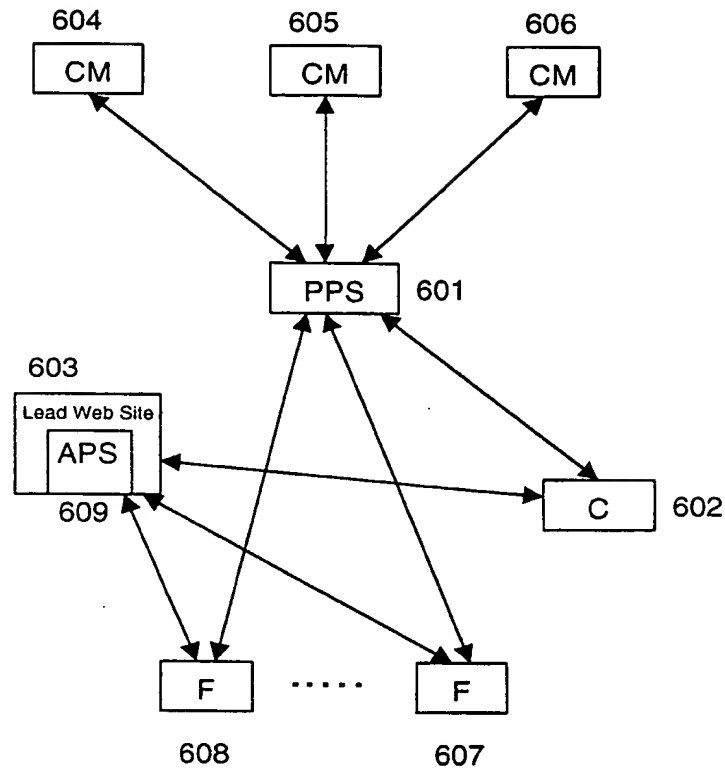 604
605
606
CM
CM
CM
PPS
601
603
Lead Web Site
APS
609
C
602
F
.....
F
608
607